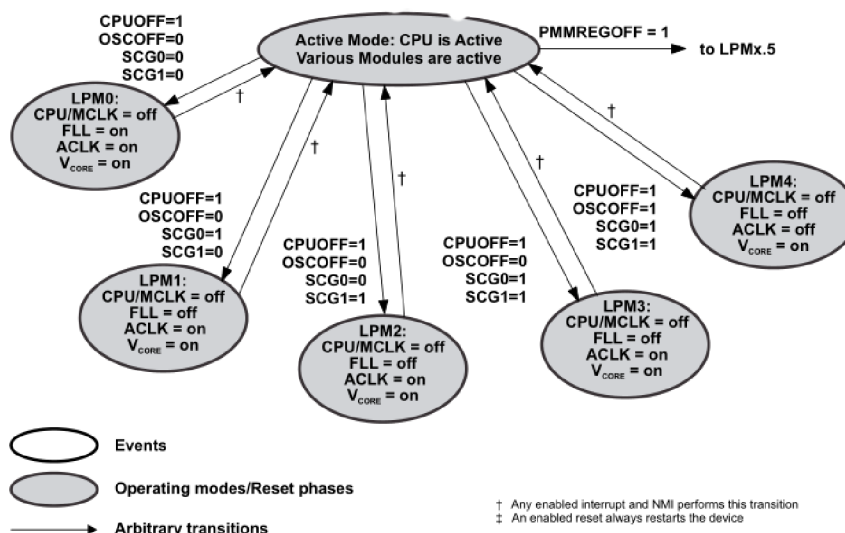 CPUOFF=1
OSCOFF=0
SCG0=0
SCG1=0
Active Mode: CPU is Active
Various Modules are active
PMMREGOFF = 1
to LPMx.5
†
LPM0:
CPU/MCLK = off
FLL = on
ACLK = on
VCORE = on
†
†
†
CPUOFF=1
OSCOFF=0
SCG0=1
SCG1=0
CPUOFF=1
OSCOFF=0
SCG0=0
SCG1=1
CPUOFF=1
OSCOFF=0
SCG0=1
SCG1=1
CPUOFF=1
OSCOFF=1
SCG0=1
SCG1=1
†
LPM4:
CPU/MCLK = off
FLL = off
ACLK = off
VCORE = on
LPM1:
CPU/MCLK = off
FLL = off
ACLK = on
VCORE = on
LPM2:
CPU/MCLK = off
FLL = off
ACLK = on
VCORE = on
LPM3:
CPU/MCLK = off
FLL = off
ACLK = on
VCORE = on
Events
Operating modes/Reset phases
Arbitrary transitions
† Any enabled interrupt and NMI performs this transition
‡ An enabled reset always restarts the device